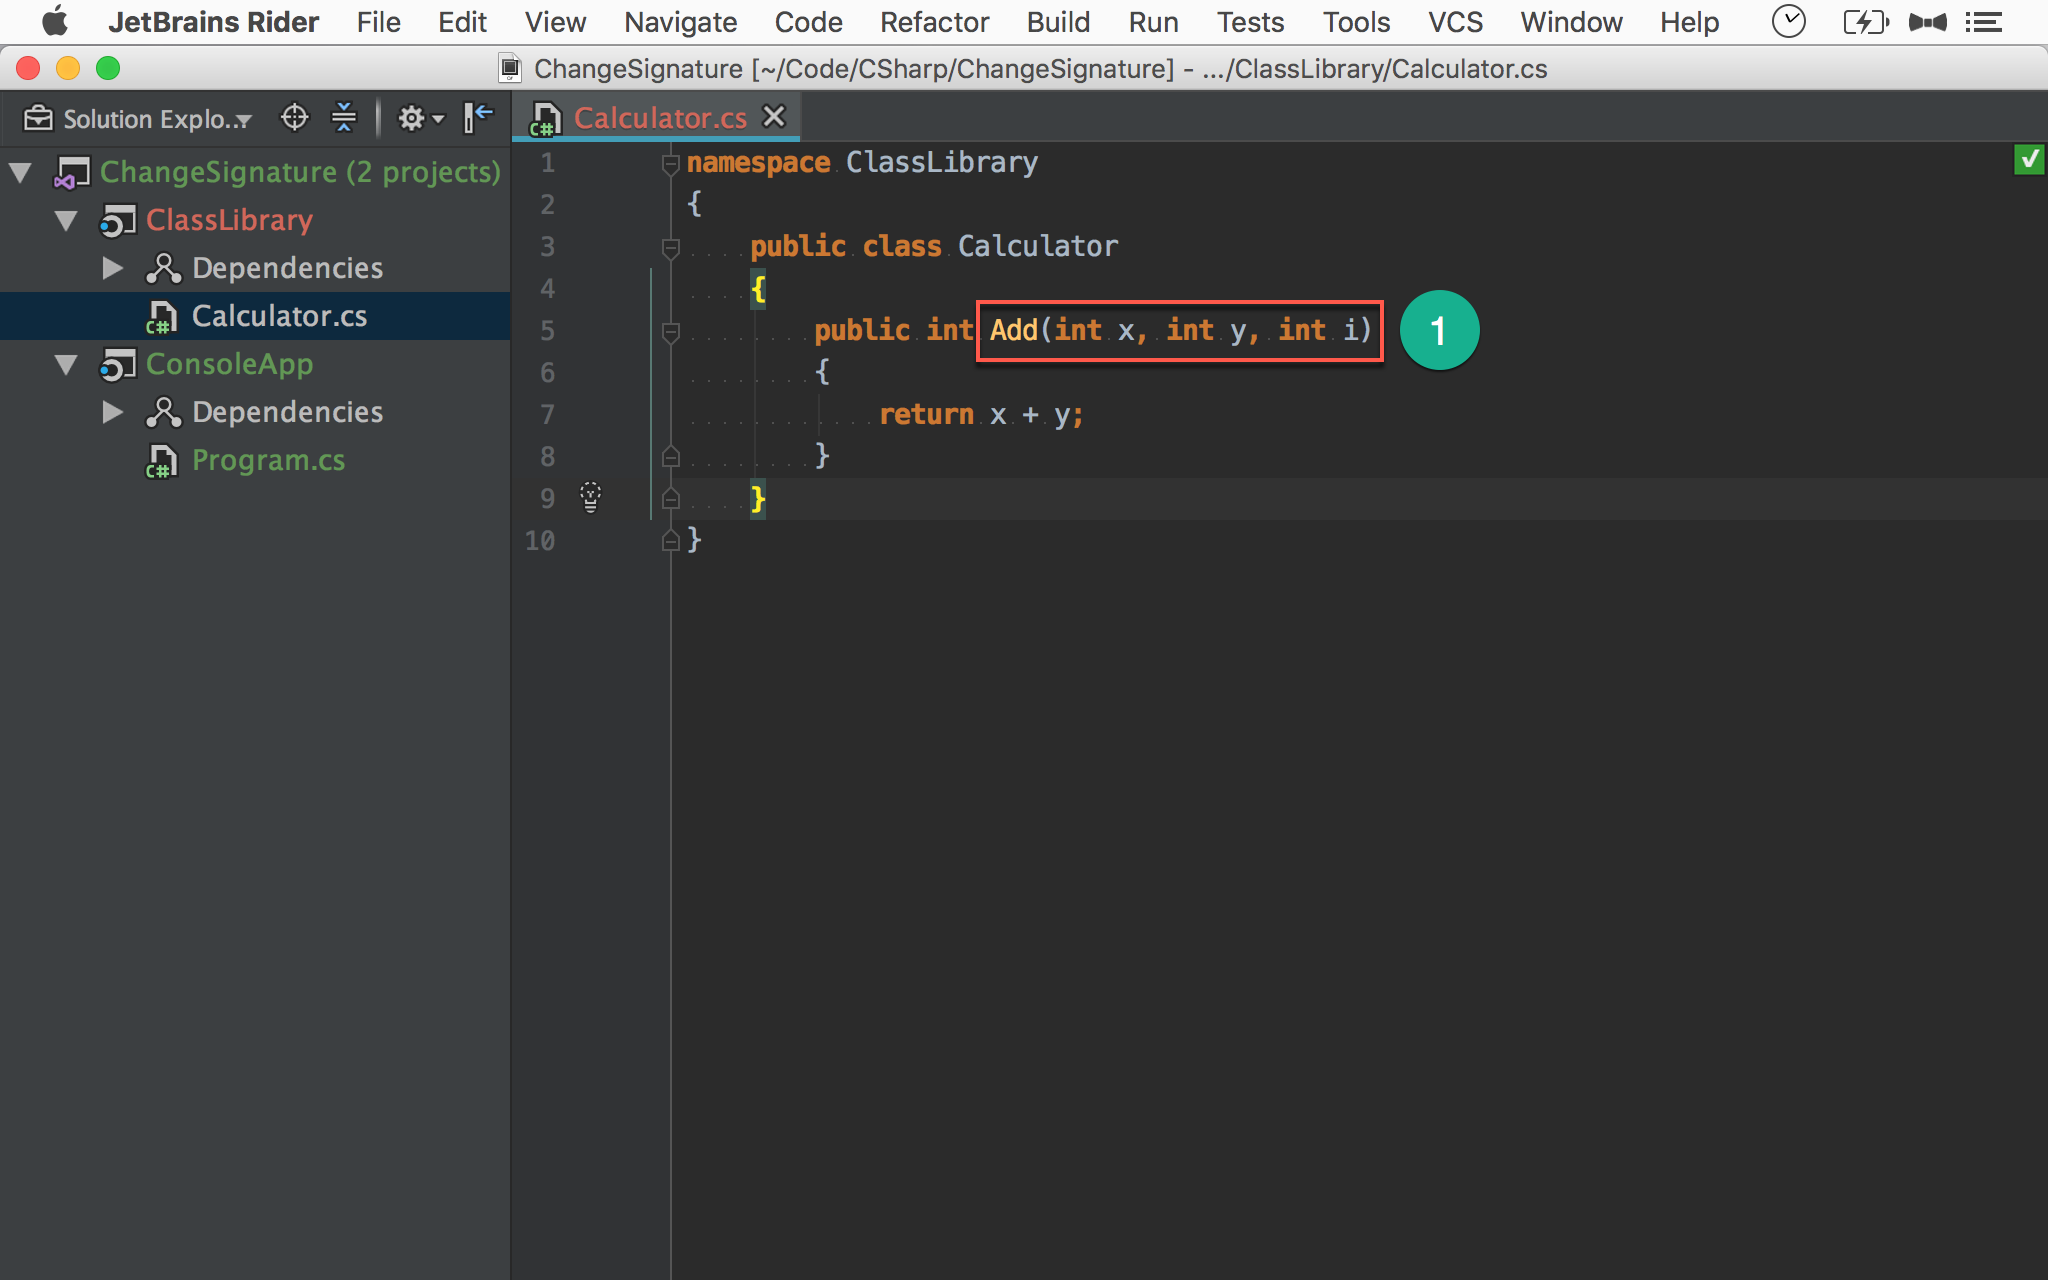 JetBrains Rider File Edit View Navigate Code Refactor Build Run Tests Tools VCS Window Help
ChangeSignature [~/Code/CSharp/ChangeSignature] - .../ClassLibrary/Calculator.cs
Solution Explo...
Calculator.cs
ChangeSignature (2 projects)
ClassLibrary
Dependencies
C# Calculator.cs
ConsoleApp
Dependencies
C# Program.cs
1 namespace ClassLibrary
2 {
3 public class Calculator
4 {
5 public int Add(int x, int y, int i) 1
6 {
7 return x + y;
8 }
9 }
10 }